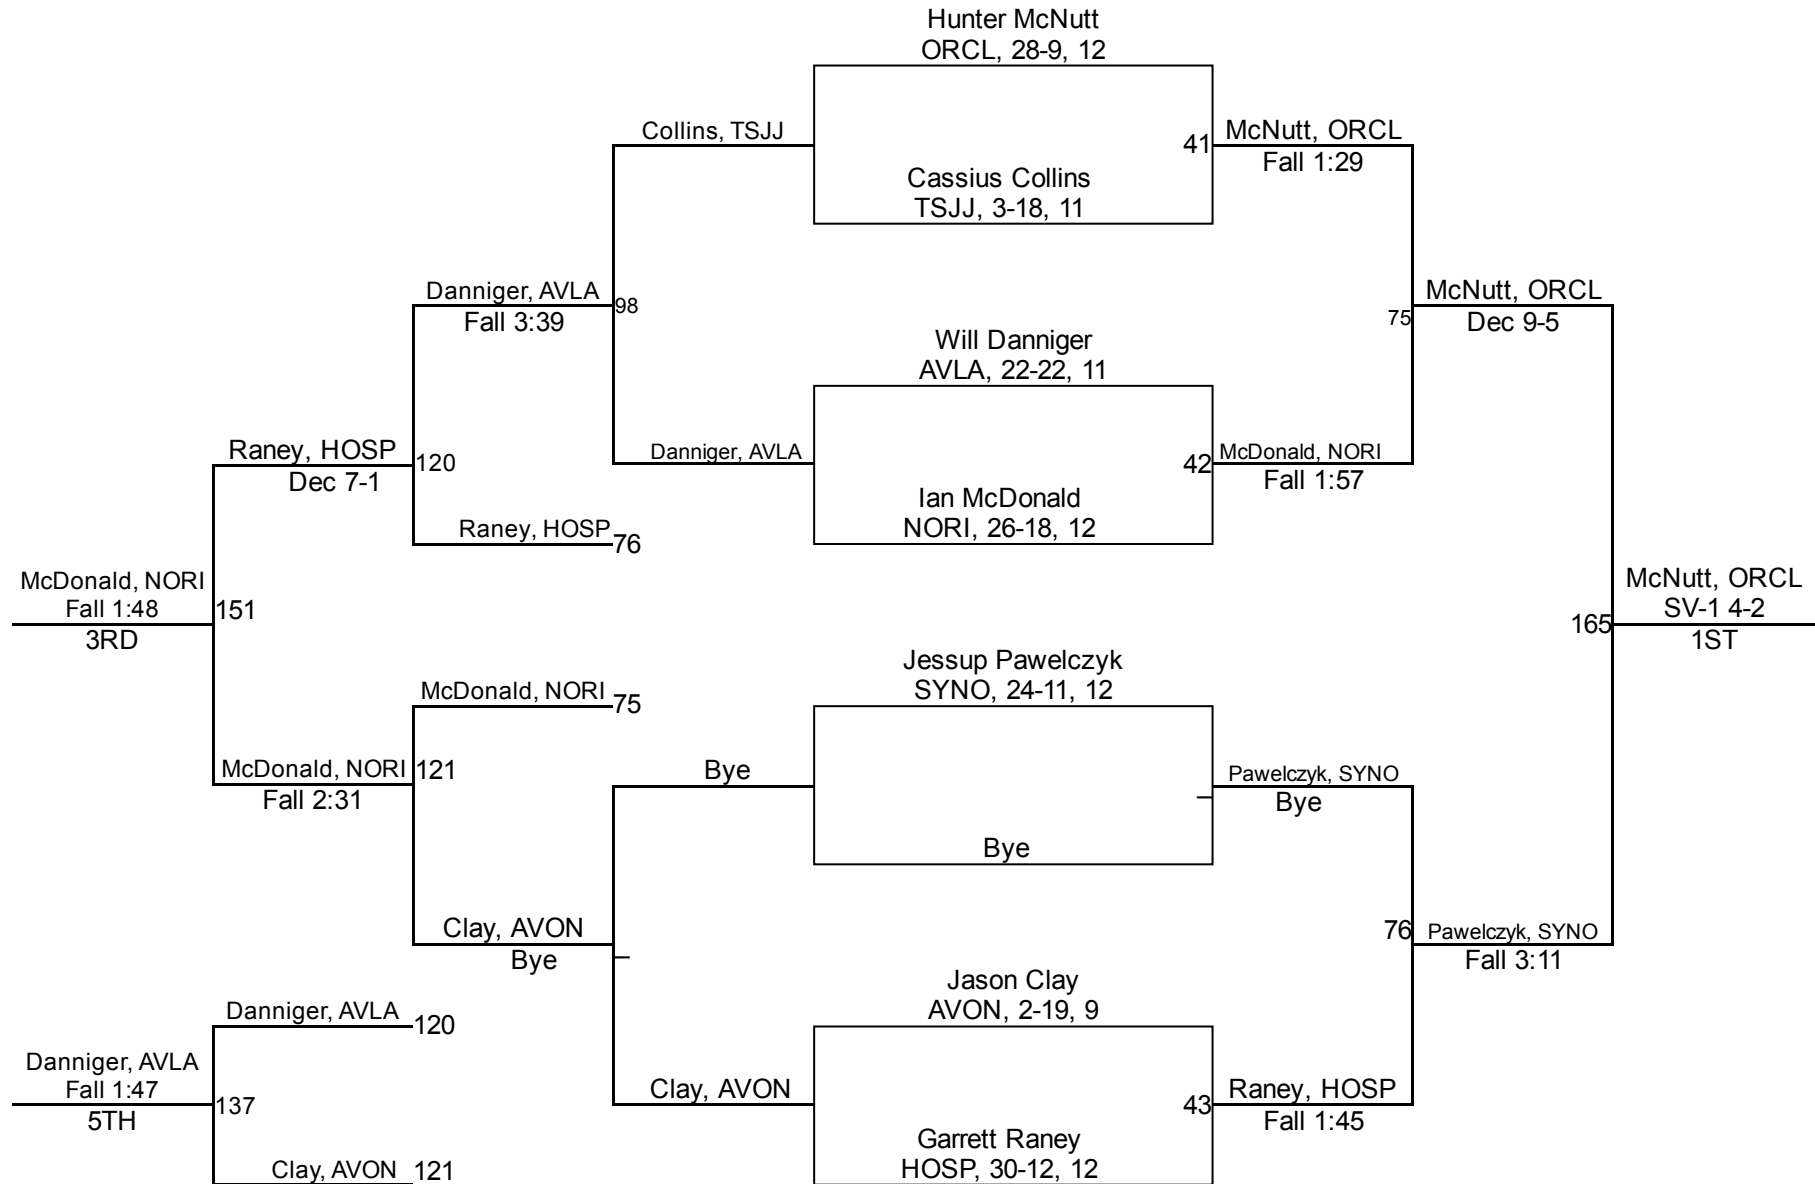 Hunter McNutt
ORCL, 28-9, 12
Collins, TSJJ
41
McNutt, ORCL
Fall 1:29
Cassius Collins
TSJJ, 3-18, 11
Danniger, AVLA
98
Fall 3:39
McNutt, ORCL
75
Dec 9-5
Will Danniger
AVLA, 22-22, 11
Raney, HOSP
120
Dec 7-1
Danniger, AVLA
42
McDonald, NORI
Fall 1:57
Ian McDonald
NORI, 26-18, 12
Raney, HOSP
76
McDonald, NORI
Fall 1:48
151
3RD
McNutt, ORCL
SV-1 4-2
165
1ST
Jessup Pawelczyk
SYNO, 24-11, 12
McDonald, NORI
75
McDonald, NORI
121
Fall 2:31
Bye
Pawelczyk, SYNO
Bye
Bye
Clay, AVON
Bye
76
Pawelczyk, SYNO
Fall 3:11
Jason Clay
AVON, 2-19, 9
Danniger, AVLA
120
Danniger, AVLA
Fall 1:47
137
5TH
Clay, AVON
43
Raney, HOSP
Fall 1:45
Garrett Raney
HOSP, 30-12, 12
Clay, AVON
121